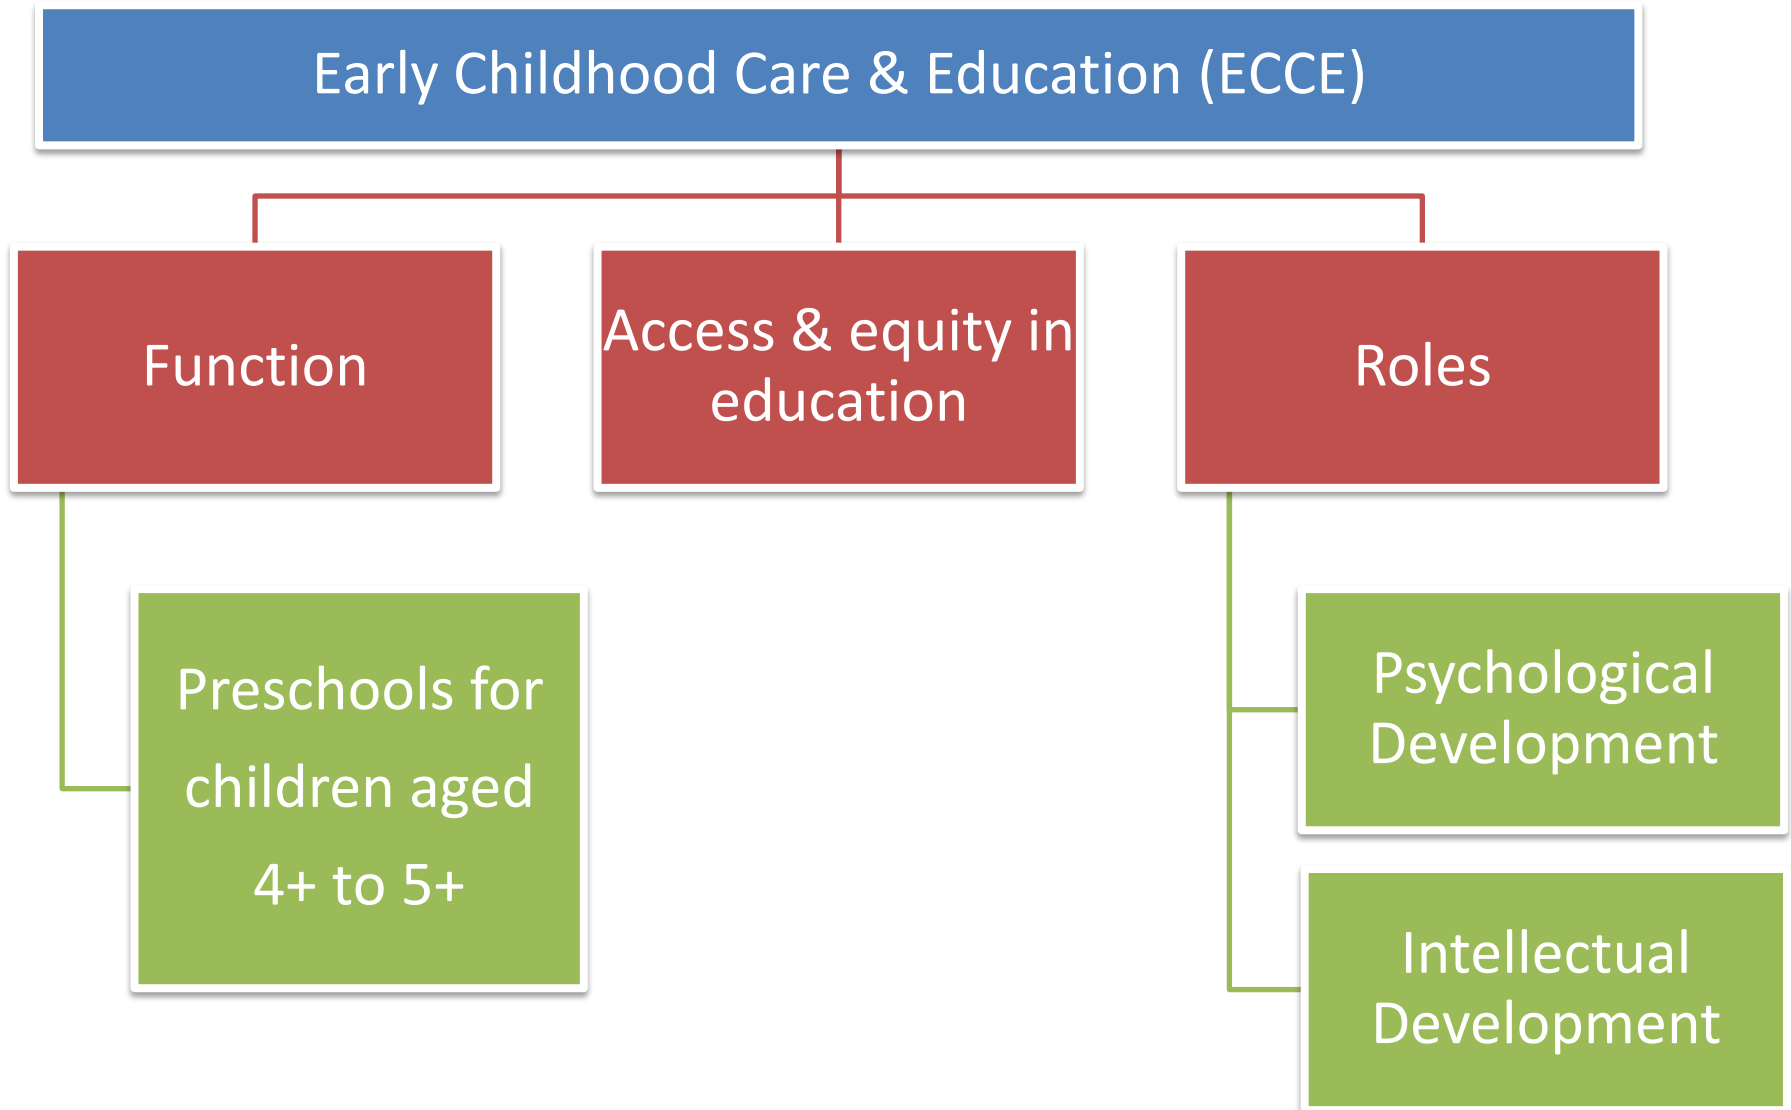 Early Childhood Care & Education (ECCE)
Function
Access & equity in
education
Roles
Preschools for
children aged
4+ to 5+
Psychological
Development
Intellectual
Development